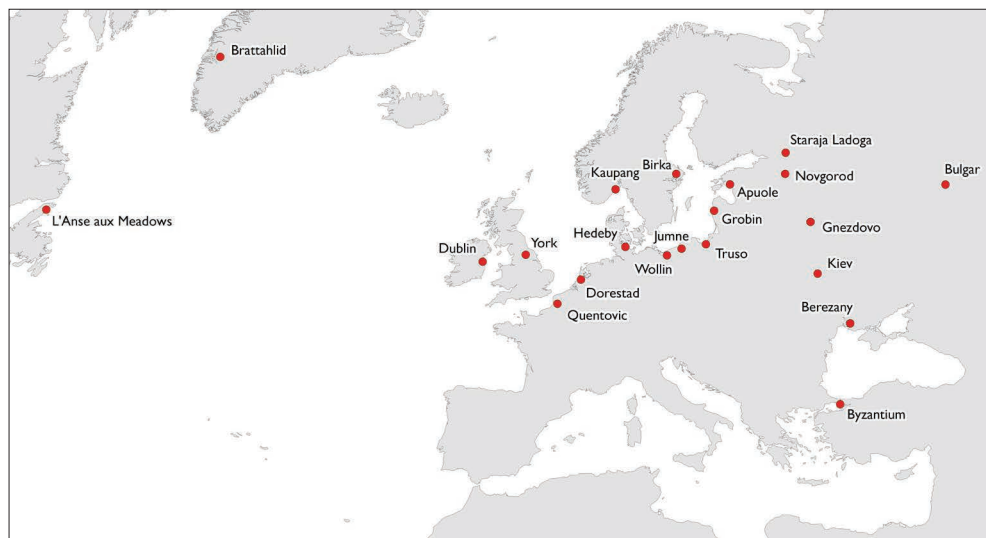 Brattahlid
Staraja Ladoga
Birka
Kaupang
Novgorod
Bulgar
Apuole
L'Anse aux Meadows
Grobin
Gnezdovo
Hedeby
Jumne
York
Dublin
Truso
Wollin
Kiev
Dorestad
Berezany
Quentovic
Byzantium